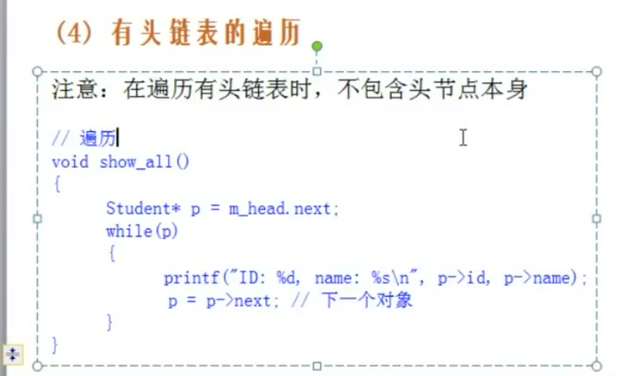 (4) 有头链表的遍历
注意：在遍历有头链表时，不包含头节点本身
// 遍历
void show_all()
{
Student* p = m_head.next;
while(p)
{
printf("ID: %d, name: %s\n", p->id, p->name);
p = p->next; // 下一个对象
}
}